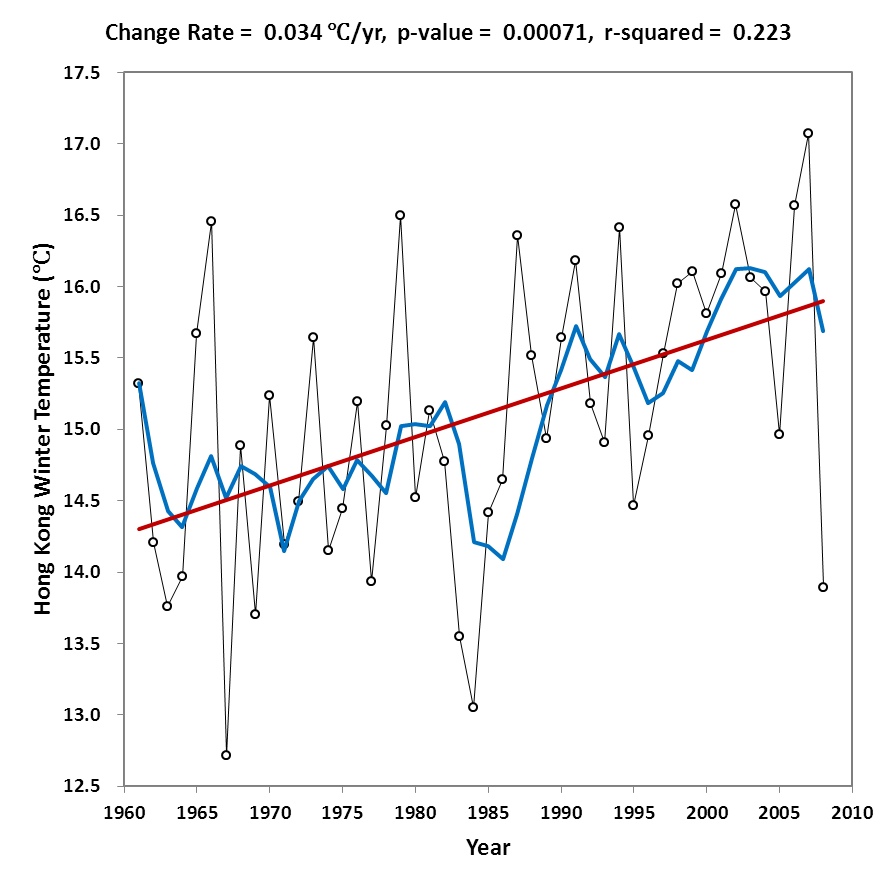 Change Rate = 0.034 °C/yr, p-value = 0.00071, r-squared = 0.223
Hong Kong Winter Temperature (°C)
17.5
17.0
16.5
16.0
15.5
15.0
14.5
14.0
13.5
13.0
12.5
1960 1965 1970 1975 1980 1985 1990 1995 2000 2005 2010
Year